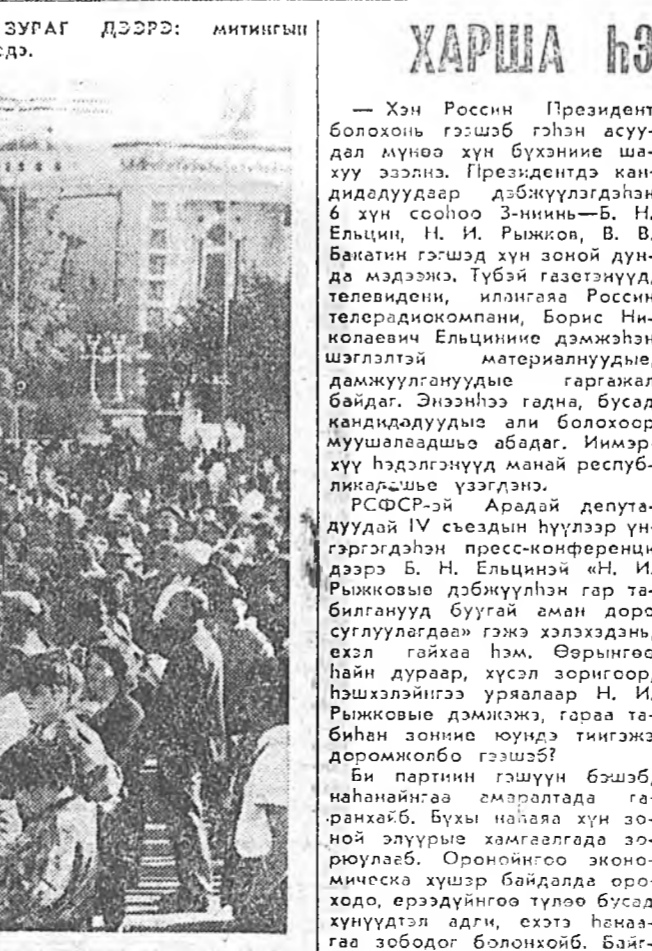 ЗУРАГ ДЭЭРЭ: митингын
ХАРША ҺЭ
— Хэн Россин Президент
болохонь гэшэб гэһэн асуу-
дал мүнөө хүн бүхэниие ша-
хуу эзэлнэ. Президентдэ кан-
дидадуудаар дэбжүүлэгдэһэн
6 хүн сооһоо 3-ниинь—Б. Н.
Ельцин, Н. И. Рыжков, В. В.
Бакатин гэгшэд хүн зоной дун-
да мэдээжэ. Түбэй газетэнүүд,
телевидени, илангаяа Россин
телерадиокомпани, Борис Ни-
колаевич Ельциниие дэмжэһэн
шэглэлтэй материалнуудые,
дамжуулгануудые гаргажал
байдаг. Энээнһээ гадна, бусад
кандидадуудые али болохоор
муушалаадшье абадаг. Иимэр-
хүү һэдэлгэнүүд манай респуб-
ликадашье үзэгдэнэ.
РСФСР-эй Арадай депута-
дуудай IV съездын һүүлээр үн-
гэргэгдэһэн пресс-конференци
дээрэ Б. Н. Ельцинэй «Н. И.
Рыжковые дэбжүүлһэн гар та-
билганууд буугай аман доро
суглуулагдаа» гэжэ хэлэхэдэнь,
ехэл гайхаа һэм. Өөрынгөө
һайн дураар, хүсэл зоригоор,
һэшхэлэйнгээ уряалаар Н. И.
Рыжковые дэмжэжэ, гараа та-
биһан зониие юундэ тиигэжэ
доромжолбо гээшэб?
Би партиин гэшүүн бэшэб,
наһанайнгаа амаралтада га-
ранхайб. Бүхы наһаяа хүн зо-
ной элүүрые хамгаалгада зо-
рюулааб. Оронойнгоо эконо-
мическа хүшэр байдалда оро-
ходо, ерээдүйнгөө түлөө бусад
хүнүүдтэл адли, ехэтэ һанаа-
гаа зободог болонхойб. Байг-